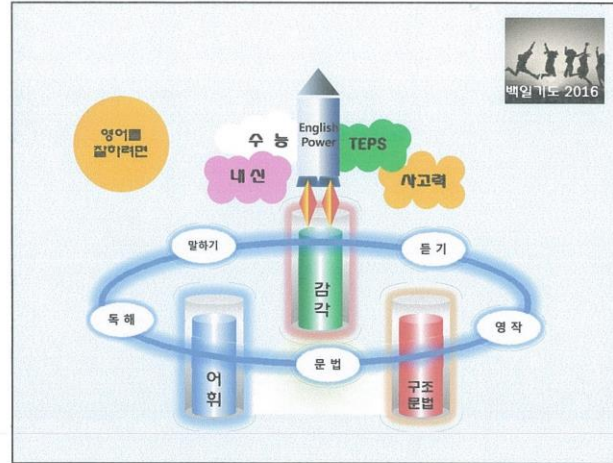 백일기도 2016
영어를
잘하려면
수 능
English
Power
TEPS
내 신
사고력
말하기
듣 기
감
각
독 해
영 작
문 법
어
휘
구조
문법